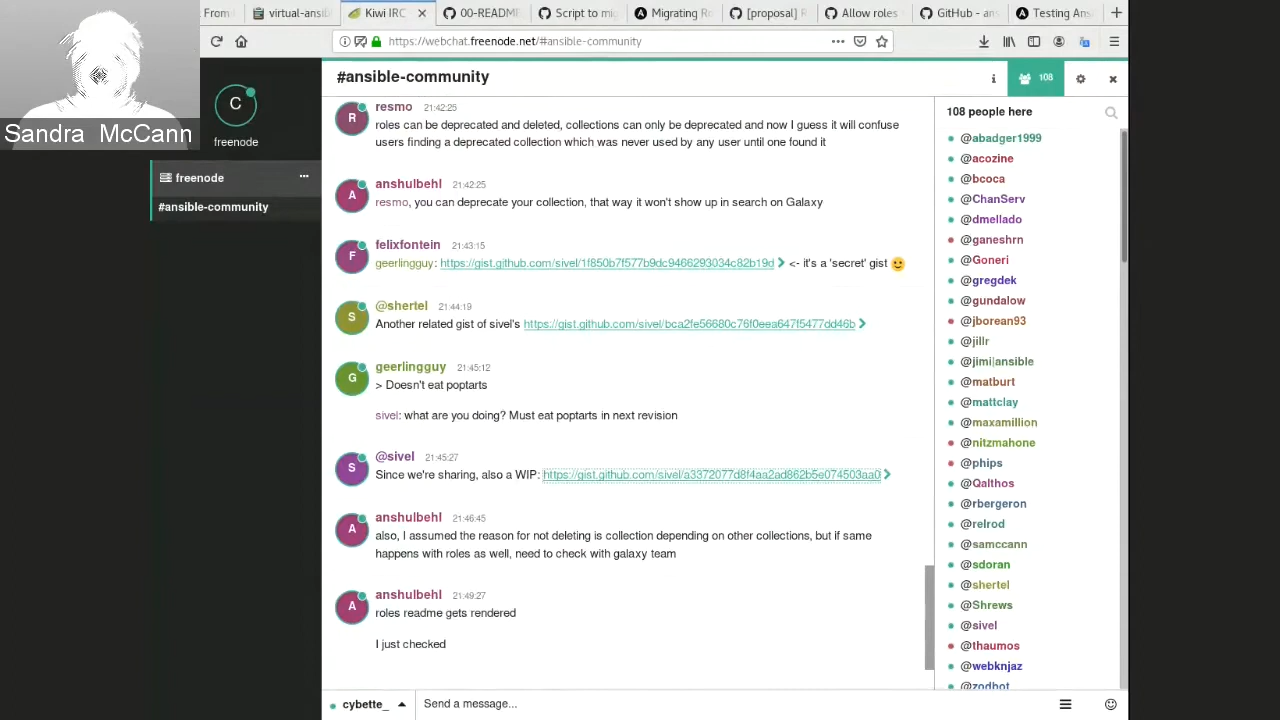 From
virtual-ansib
Kiwi IRC
00-README
Script to mig
Migrating Ro
[proposal] R
Allow roles
GitHub - ans
Testing Ans
https://webchat.freenode.net/#ansible-community
Sandra McCann
C
freenode
freenode
#ansible-community
#ansible-community
108
resmo 21:42:25
R
roles can be deprecated and deleted, collections can only be deprecated and now I guess it will confuse
users finding a deprecated collection which was never used by any user until one found it
anshulbehl 21:42:25
A
resmo, you can deprecate your collection, that way it won't show up in search on Galaxy
felixfontein 21:43:15
F
geerlingguy: https://gist.github.com/sivel/1f850b7f577b9dc9466293034c82b19d <- it's a 'secret' gist
@shertel 21:44:19
S
Another related gist of sivel's https://gist.github.com/sivel/bca2fe56680c76f0eea647f5477dd46b
geerlingguy 21:45:12
G
> Doesn't eat poptarts
sivel: what are you doing? Must eat poptarts in next revision
@sivel 21:45:27
S
Since we're sharing, also a WIP: https://gist.github.com/sivel/a3372077d8f4aa2ad862b5e074503aa0
anshulbehl 21:46:45
A
also, I assumed the reason for not deleting is collection depending on other collections, but if same
happens with roles as well, need to check with galaxy team
anshulbehl 21:49:27
A
roles readme gets rendered
I just checked
cybette_
Send a message...
108 people here
@abadger1999
@acozine
@bcoca
@ChanServ
@dmellado
@ganeshrn
@Goneri
@gregdek
@gundalow
@jborean93
@jillr
@jimi|ansible
@matburt
@mattclay
@maxamillion
@nitzmahone
@phips
@Qalthos
@rbergeron
@relrod
@samccann
@sdoran
@shertel
@Shrews
@sivel
@thaumos
@webknjaz
@zodbot